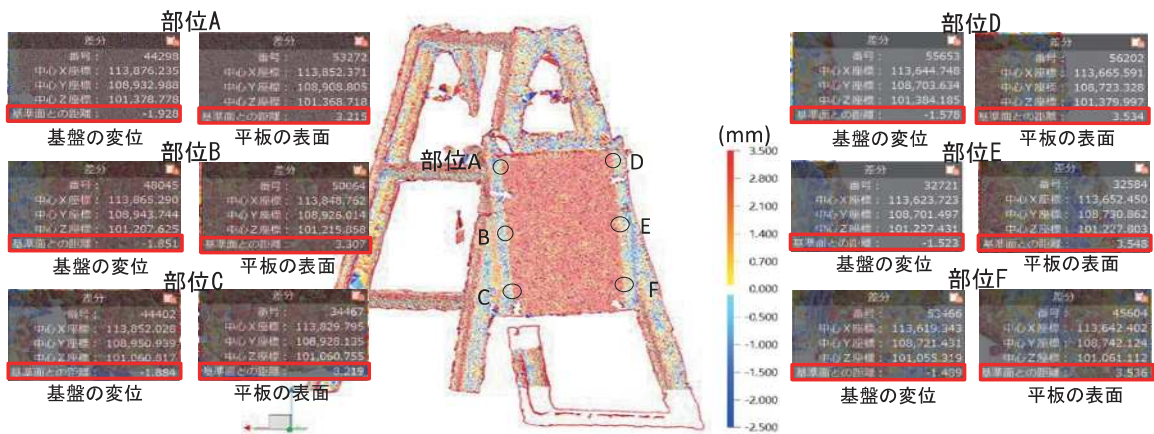 部位A
差分
番号： 44298
中心X座標： 113,876.235
中心Y座標： 108,932.988
中心Z座標： 101,378.778
基準面との距離： -1.928
基盤の変位
差分
番号： 53272
中心X座標： 113,852.371
中心Y座標： 108,908.805
中心Z座標： 101,368.718
基準面との距離： 3.215
平板の表面
部位B
差分
番号： 48045
中心X座標： 113,865.290
中心Y座標： 108,943.744
中心Z座標： 101,207.625
基準面との距離： -1.851
基盤の変位
差分
番号： 50064
中心X座標： 113,848.762
中心Y座標： 108,926.014
中心Z座標： 101,215.858
基準面との距離： 3.307
平板の表面
部位C
差分
番号： 44402
中心X座標： 113,852.028
中心Y座標： 108,950.939
中心Z座標： 101,060.817
基準面との距離： -1.884
基盤の変位
差分
番号： 34467
中心X座標： 113,829.795
中心Y座標： 108,928.135
中心Z座標： 101,060.755
基準面との距離： 3.219
平板の表面
部位A
B
C
D
E
F
(mm)
3.500
2.800
1.400
0.000
-1.000
-1.500
-2.000
-2.500
部位D
差分
番号： 55653
中心X座標： 113,644.748
中心Y座標： 108,703.634
中心Z座標： 101,384.185
基準面との距離： -1.578
基盤の変位
差分
番号： 56202
中心X座標： 113,665.591
中心Y座標： 108,723.328
中心Z座標： 101,379.997
基準面との距離： 3.534
平板の表面
部位E
差分
番号： 32721
中心X座標： 113,623.723
中心Y座標： 108,701.497
中心Z座標： 101,227.431
基準面との距離： -1.523
基盤の変位
差分
番号： 32584
中心X座標： 113,652.450
中心Y座標： 108,730.862
中心Z座標： 101,227.803
基準面との距離： 3.548
平板の表面
部位F
差分
番号： 53466
中心X座標： 113,619.343
中心Y座標： 108,721.431
中心Z座標： 101,055.319
基準面との距離： -1.489
基盤の変位
差分
番号： 45604
中心X座標： 113,642.402
中心Y座標： 108,742.124
中心Z座標： 101,061.112
基準面との距離： 3.536
平板の表面